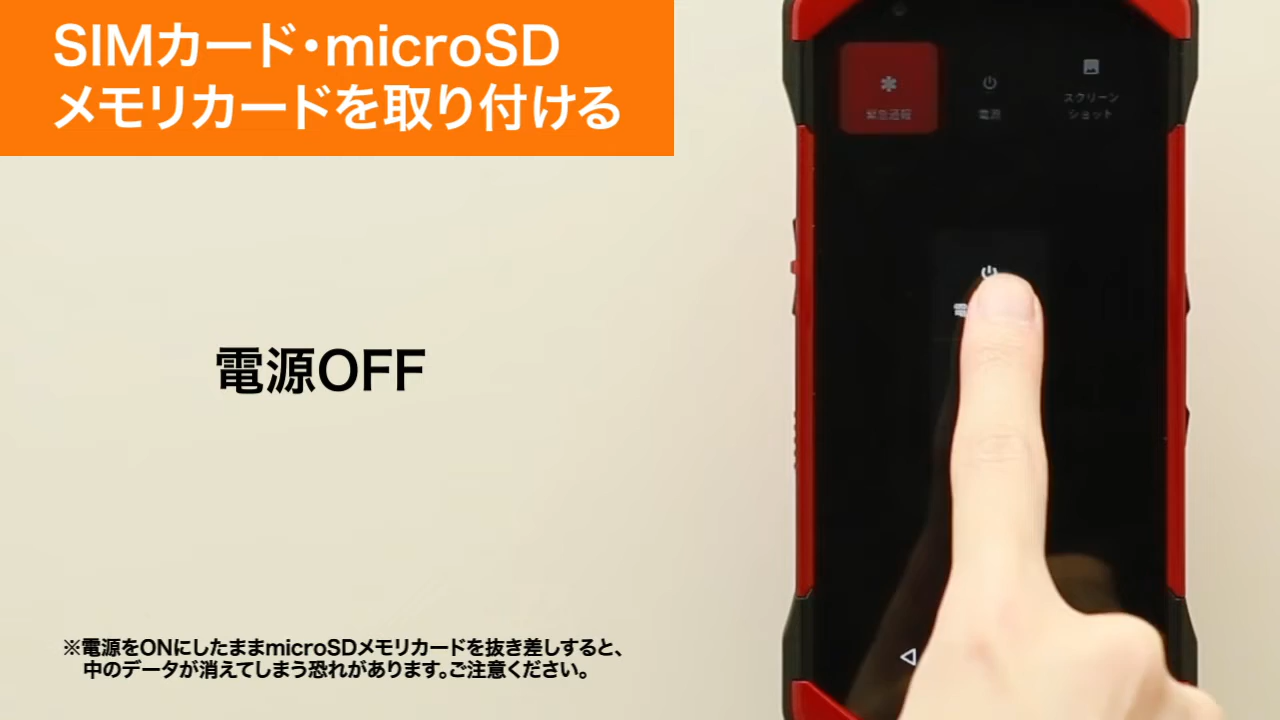 SIMカード・microSD
メモリカードを取り付ける
緊急通報
電源
スクリーン
ショット
電源OFF
※電源をONにしたままmicroSDメモリカードを抜き差しすると、
中のデータが消えてしまう恐れがあります。ご注意ください。